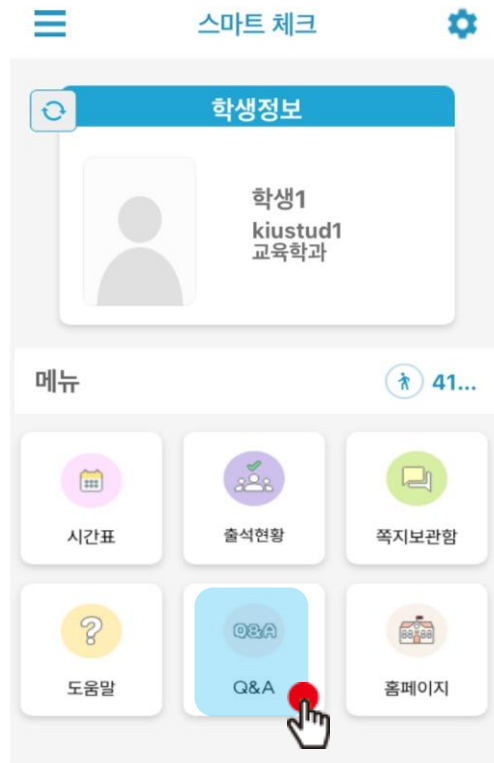 스마트 체크
학생정보
학생1
kiustud1
교육학과
메뉴
41...
시간표
출석현황
쪽지보관함
Q&A
도움말
Q&A
홈페이지